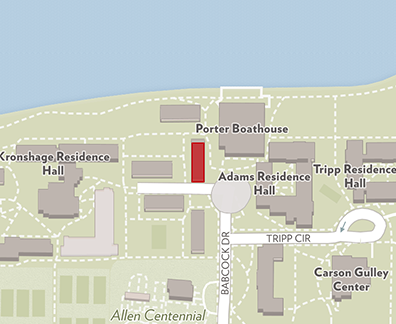 Porter Boathouse
Kronshage Residence
Hall
Adams Residence
Hall
Tripp Residence
Hall
TRIPP CIR
BABCOCK DR
Carson Gulley
Center
Allen Centennial